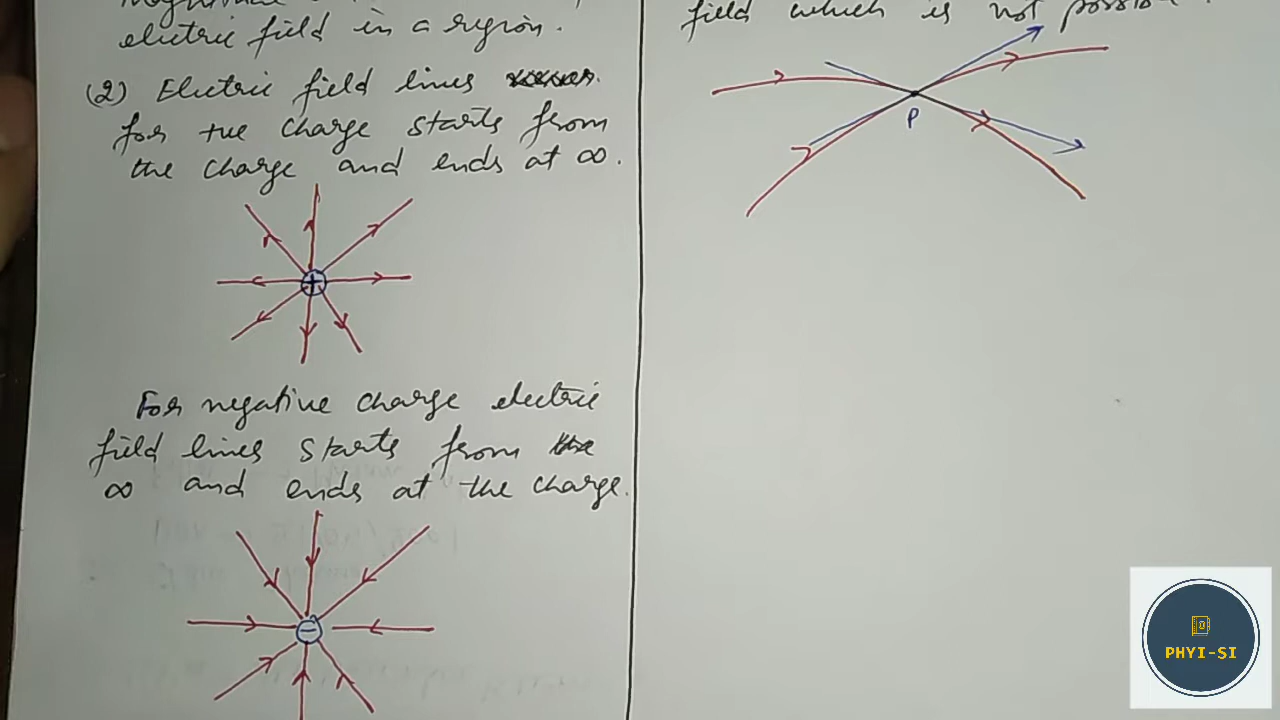 electric field in a region.
(2) Electric field lines
for +ve charge starts from
the charge and ends at ∞.
+
For negative charge electric
field lines starts from the
∞ and ends at the charge.
−
field which is not
P
PHYI-SI